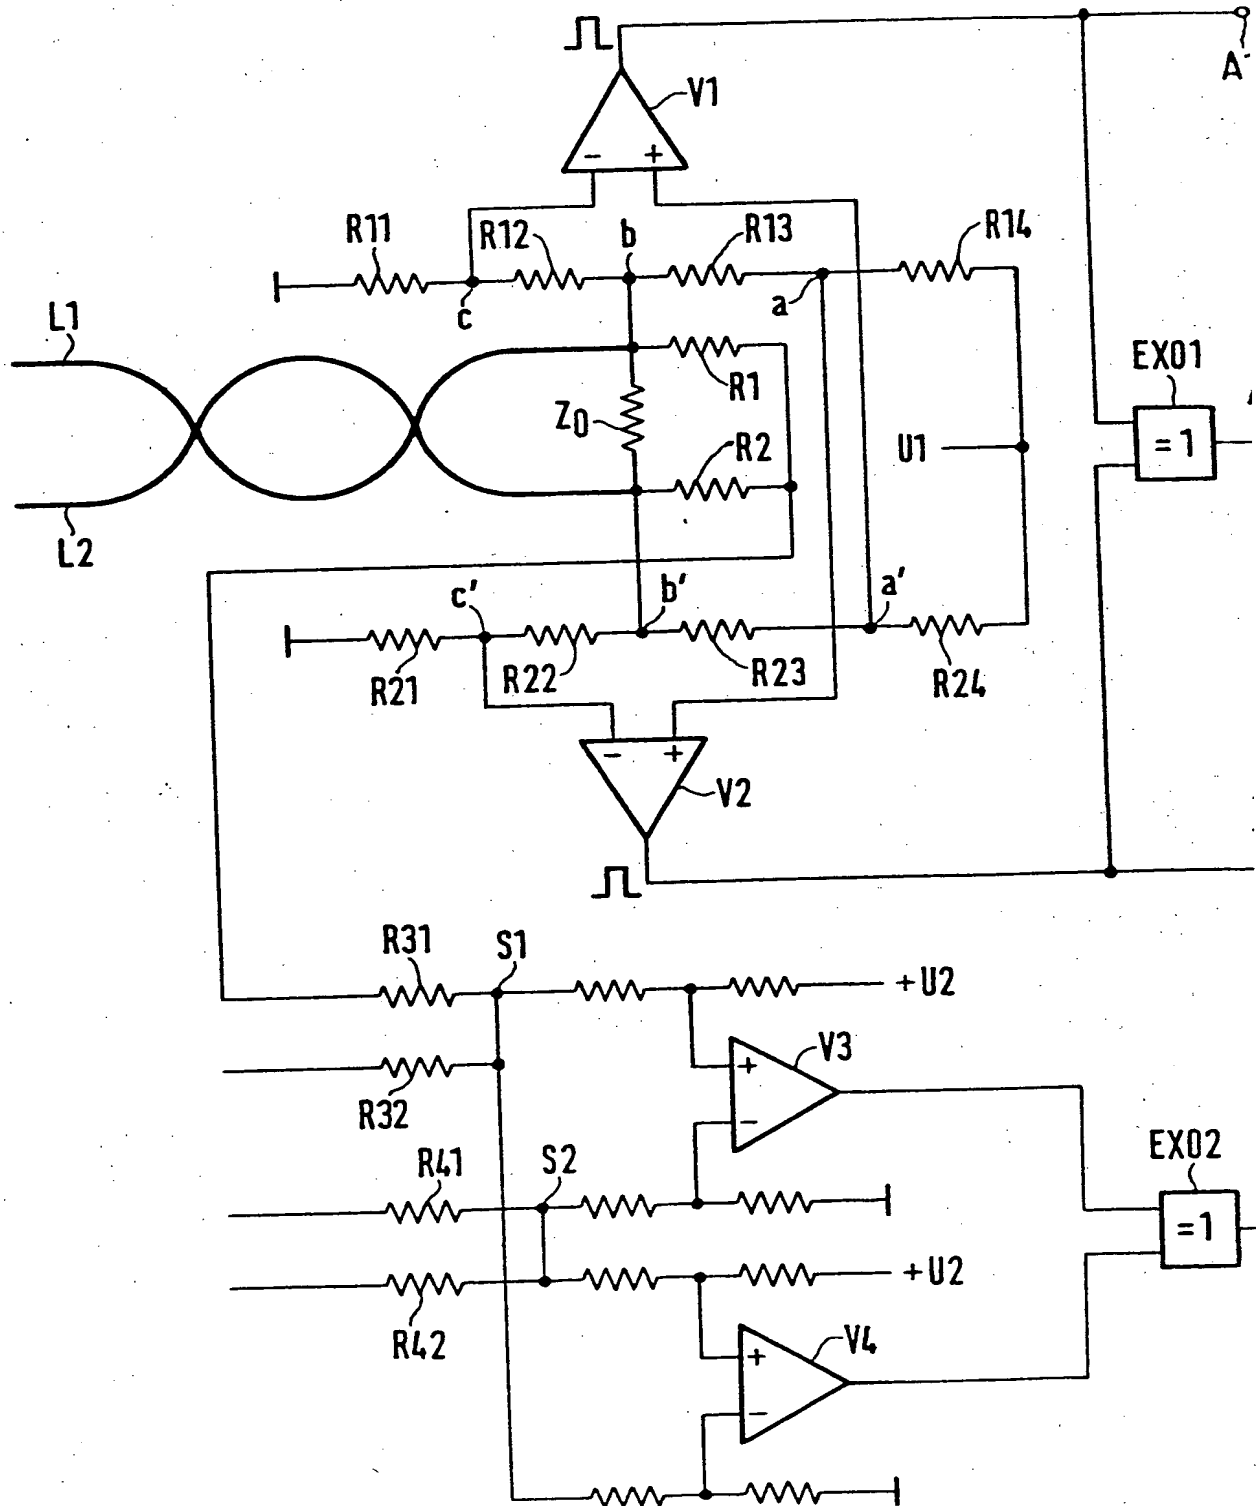 A
V1
- +
R11
R12
b
R13
R14
c
a
L1
EX01
R1
Z0
R2
U1
= 1
L2
c'
b'
a'
R21
R22
R23
R24
- +
V2
R31
S1
+U2
V3
+
R32
-
R41
S2
EX02
=1
+U2
R42
V4
+
-